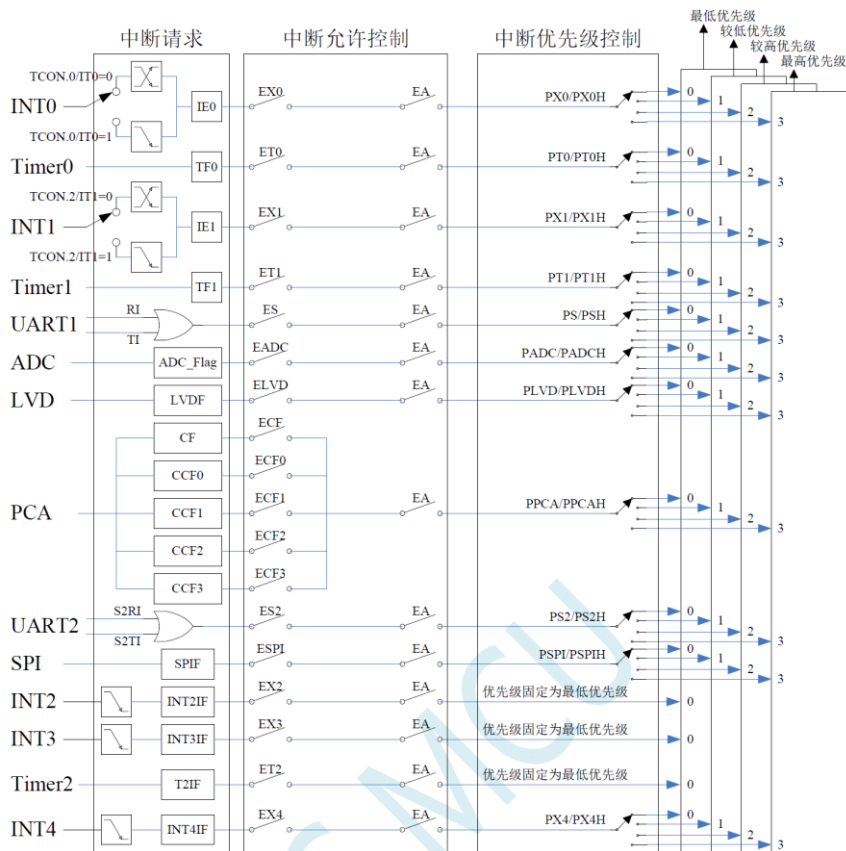 最低优先级
较低优先级
较高优先级
最高优先级
中断请求 中断允许控制 中断优先级控制
TCON.0/IT0=0
INT0 IE0 EX0 EA PX0/PX0H 0 1 2 3
TCON.0/IT0=1
Timer0 TF0 ET0 EA PT0/PT0H 0 1 2 3
TCON.2/IT1=0
INT1 IE1 EX1 EA PX1/PX1H 0 1 2 3
TCON.2/IT1=1
Timer1 TF1 ET1 EA PT1/PT1H 0 1 2 3
RI
UART1 ES EA PS/PSH 0 1 2 3
TI
ADC ADC_Flag EADC EA PADC/PADCH 0 1 2 3
LVD LVDF ELVD EA PLVD/PLVDH 0 1 2 3
CF ECF
CCF0 ECF0
PCA CCF1 ECF1 EA PPCA/PPCAH 0 1 2 3
CCF2 ECF2
CCF3 ECF3
S2RI
UART2 ES2 EA PS2/PS2H 0 1 2 3
S2TI
SPI SPIF ESPI EA PSPI/PSPIH 0 1 2 3
INT2 INT2IF EX2 EA 优先级固定为最低优先级 0
INT3 INT3IF EX3 EA 优先级固定为最低优先级 0
Timer2 T2IF ET2 EA 优先级固定为最低优先级 0
INT4 INT4IF EX4 EA PX4/PX4H 0 1 2 3
MCU